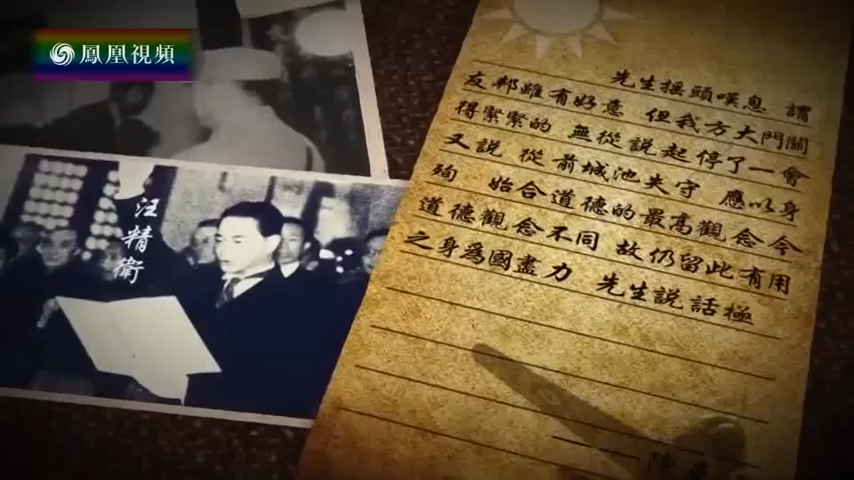 鳳凰視頻
汪精衛
先生搖頭嘆息 謂
友邦雖有好意 但我方大門關
得緊緊的 無從說起停了一會
又說 從前城池失守 應以身
殉 始合道德的最高觀念今
道德觀念不同 故仍留此有用
之身為國盡力 先生說話極
陳